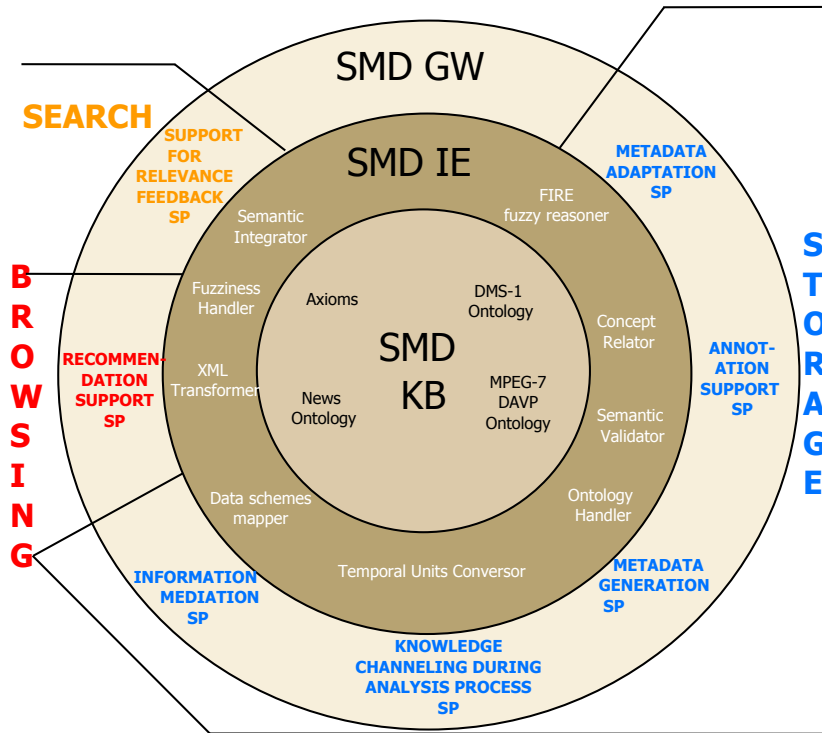 SMD GW
SEARCH
SUPPORT
FOR
RELEVANCE
FEEDBACK
SP
METADATA
ADAPTATION
SP
SMD IE
FIRE
fuzzy reasoner
Semantic
Integrator
Fuzziness
Handler
XML
Transformer
Data schemes
mapper
Temporal Units Conversor
Concept
Relator
Semantic
Validator
Ontology
Handler
Axioms
DMS-1
Ontology
SMD
KB
News
Ontology
MPEG-7
DAVP
Ontology
B
R
O
W
S
I
N
G
RECOMMEN-
DATION
SUPPORT
SP
S
T
O
R
A
G
E
ANNOT-
ATION
SUPPORT
SP
INFORMATION
MEDIATION
SP
METADATA
GENERATION
SP
KNOWLEDGE
CHANNELING DURING
ANALYSIS PROCESS
SP